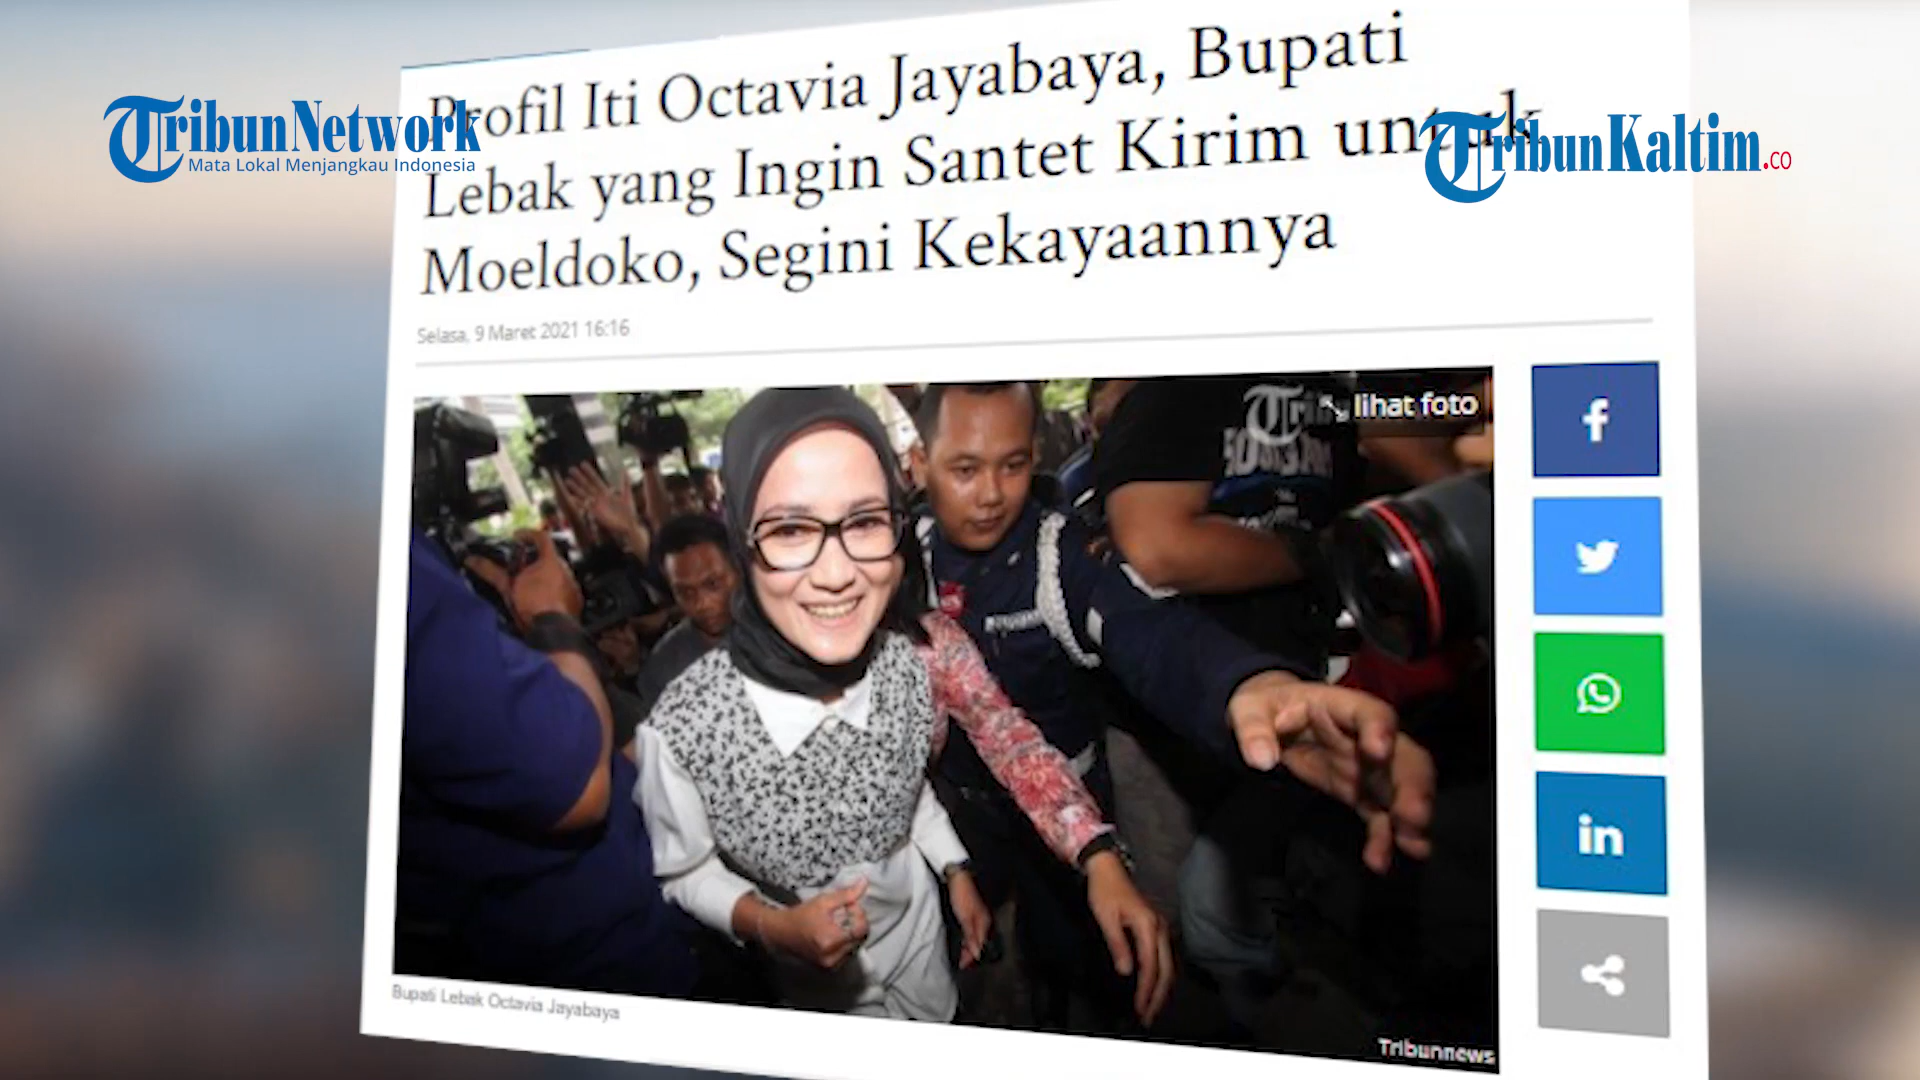 Profil Iti Octavia Jayabaya, Bupati
Lebak yang Ingin Santet Kirim untuk
Moeldoko, Segini Kekayaannya
TribunNetwork
Mata Lokal Menjangkau Indonesia
TribunKaltim.co
Selasa, 9 Maret 2021 16:16
lihat foto
f
in
Bupati Lebak Octavia Jayabaya
Tribunnews